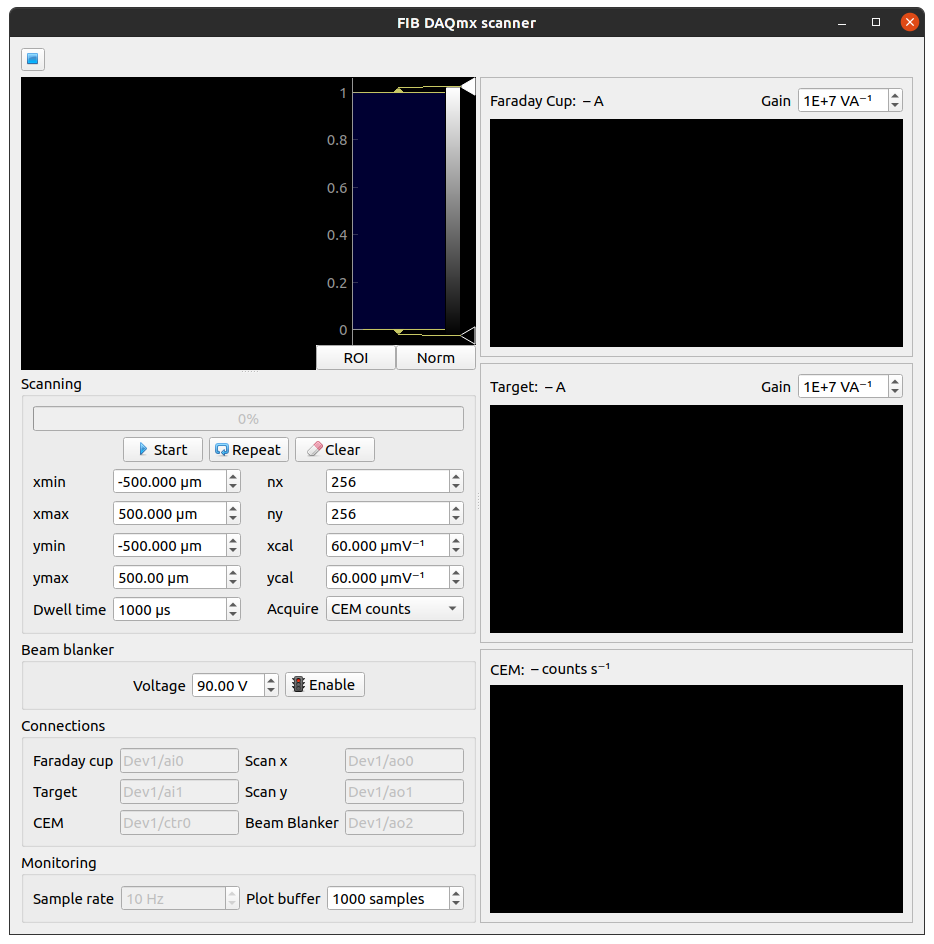 FIB DAQmx scanner
1
0.8
0.6
0.4
0.2
0
ROI Norm
Scanning
0%
Start Repeat Clear
xmin -500.000 µm nx 256
xmax 500.000 µm ny 256
ymin -500.000 µm xcal 60.000 µmV⁻¹
ymax 500.00 µm ycal 60.000 µmV⁻¹
Dwell time 1000 µs Acquire CEM counts
Beam blanker
Voltage 90.00 V Enable
Connections
Faraday cup Dev1/ai0 Scan x Dev1/ao0
Target Dev1/ai1 Scan y Dev1/ao1
CEM Dev1/ctr0 Beam Blanker Dev1/ao2
Monitoring
Sample rate 10 Hz Plot buffer 1000 samples
Faraday Cup: – A Gain 1E+7 VA⁻¹
Target: – A Gain 1E+7 VA⁻¹
CEM: – counts s⁻¹